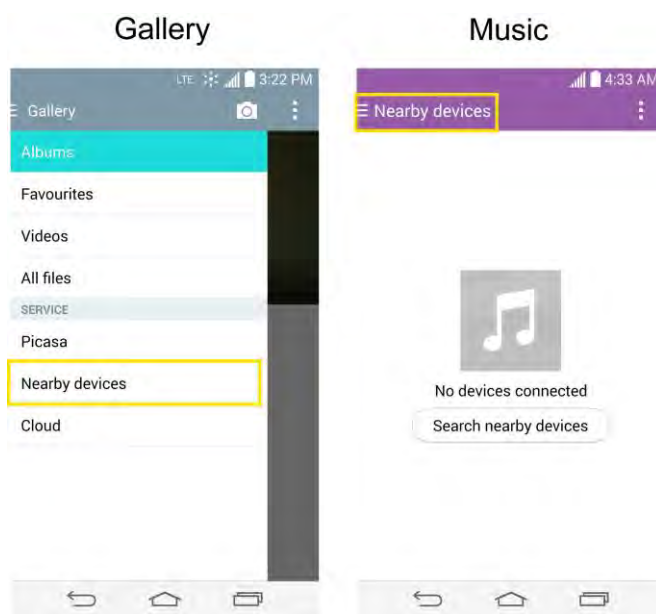 Gallery
LTE 3:22 PM
Gallery
Albums
Favourites
Videos
All files
SERVICE
Picasa
Nearby devices
Cloud
Music
4:33 AM
Nearby devices
No devices connected
Search nearby devices